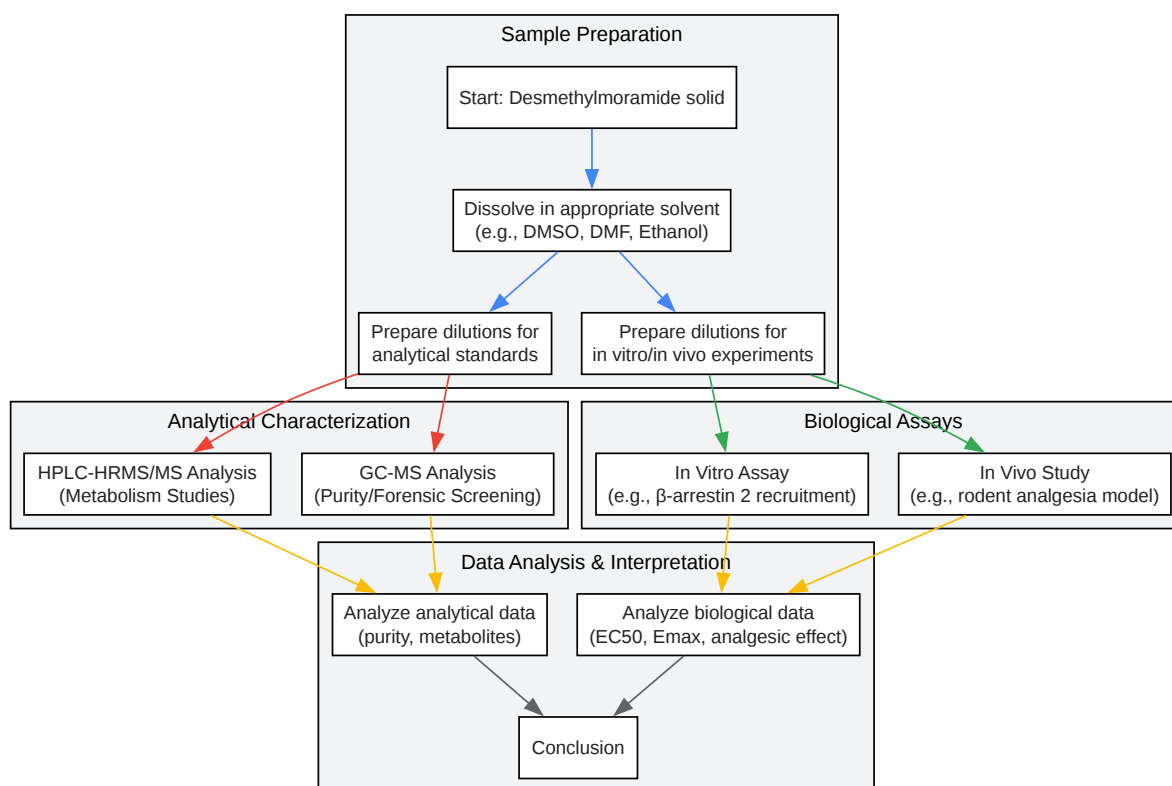 Sample Preparation
Start: Desmethylmoramide solid
Dissolve in appropriate solvent
(e.g., DMSO, DMF, Ethanol)
Prepare dilutions for
analytical standards
Prepare dilutions for
in vitro/in vivo experiments
Analytical Characterization
HPLC-HRMS/MS Analysis
(Metabolism Studies)
GC-MS Analysis
(Purity/Forensic Screening)
Biological Assays
In Vitro Assay
(e.g., β-arrestin 2 recruitment)
In Vivo Study
(e.g., rodent analgesia model)
Data Analysis & Interpretation
Analyze analytical data
(purity, metabolites)
Analyze biological data
(EC50, Emax, analgesic effect)
Conclusion